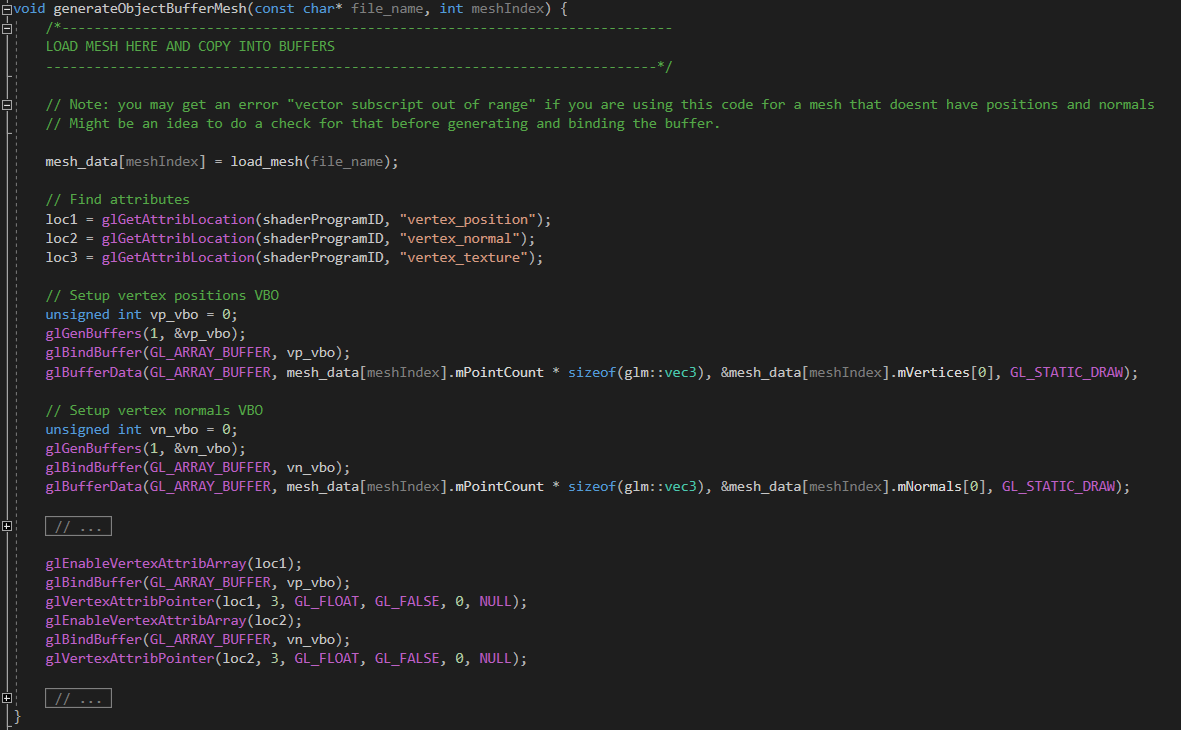 void generateObjectBufferMesh(const char* file_name, int meshIndex) {
/*----------------------------------------------------------------------------
LOAD MESH HERE AND COPY INTO BUFFERS
----------------------------------------------------------------------------*/
// Note: you may get an error "vector subscript out of range" if you are using this code for a mesh that doesnt have positions and normals
// Might be an idea to do a check for that before generating and binding the buffer.
mesh_data[meshIndex] = load_mesh(file_name);
// Find attributes
loc1 = glGetAttribLocation(shaderProgramID, "vertex_position");
loc2 = glGetAttribLocation(shaderProgramID, "vertex_normal");
loc3 = glGetAttribLocation(shaderProgramID, "vertex_texture");
// Setup vertex positions VBO
unsigned int vp_vbo = 0;
glGenBuffers(1, &vp_vbo);
glBindBuffer(GL_ARRAY_BUFFER, vp_vbo);
glBufferData(GL_ARRAY_BUFFER, mesh_data[meshIndex].mPointCount * sizeof(glm::vec3), &mesh_data[meshIndex].mVertices[0], GL_STATIC_DRAW);
// Setup vertex normals VBO
unsigned int vn_vbo = 0;
glGenBuffers(1, &vn_vbo);
glBindBuffer(GL_ARRAY_BUFFER, vn_vbo);
glBufferData(GL_ARRAY_BUFFER, mesh_data[meshIndex].mPointCount * sizeof(glm::vec3), &mesh_data[meshIndex].mNormals[0], GL_STATIC_DRAW);
// ...
glEnableVertexAttribArray(loc1);
glBindBuffer(GL_ARRAY_BUFFER, vp_vbo);
glVertexAttribPointer(loc1, 3, GL_FLOAT, GL_FALSE, 0, NULL);
glEnableVertexAttribArray(loc2);
glBindBuffer(GL_ARRAY_BUFFER, vn_vbo);
glVertexAttribPointer(loc2, 3, GL_FLOAT, GL_FALSE, 0, NULL);
// ...
}